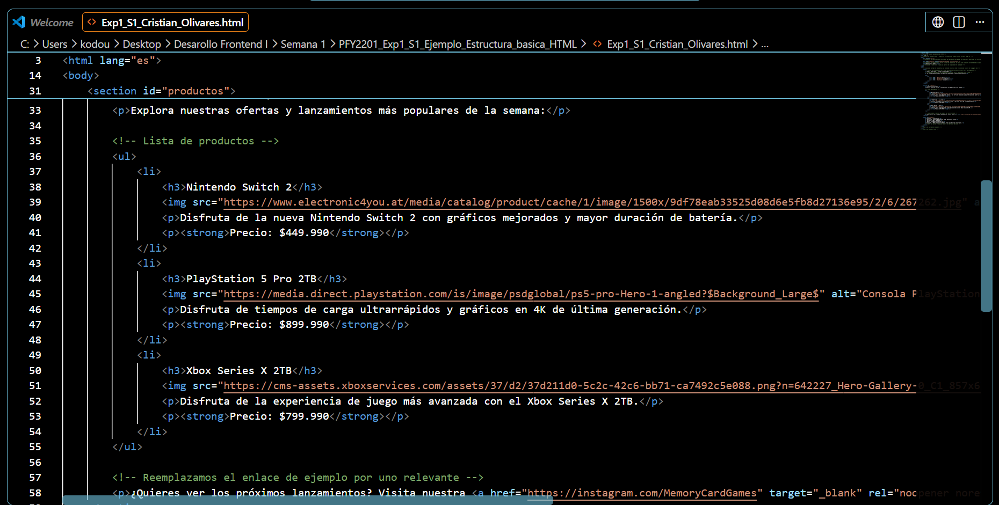 Welcome <> Exp1_S1_Cristian_Olivares.html ...
C: > Users > kodou > Desktop > Desarollo Frontend I > Semana 1 > PFY2201_Exp1_S1_Ejemplo_Estructura_basica_HTML > <> Exp1_S1_Cristian_Olivares.html > ...
3 <html lang="es">
14 <body>
31 <section id="productos">
33 <p>Explora nuestras ofertas y lanzamientos más populares de la semana:</p>
34
35 <!-- Lista de productos -->
36 <ul>
37 <li>
38 <h3>Nintendo Switch 2</h3>
39 <img src="https://www.electronic4you.at/media/catalog/product/cache/1/image/1500x/9df78eab33525d08d6e5fb8d27136e95/2/6/267262.jpg" a
40 <p>Disfruta de la nueva Nintendo Switch 2 con gráficos mejorados y mayor duración de batería.</p>
41 <p><strong>Precio: $449.990</strong></p>
42 </li>
43 <li>
44 <h3>PlayStation 5 Pro 2TB</h3>
45 <img src="https://media.direct.playstation.com/is/image/psdglobal/ps5-pro-Hero-1-angled?$Background_Large$" alt="Consola PlayStation
46 <p>Disfruta de tiempos de carga ultrarrápidos y gráficos en 4K de última generación.</p>
47 <p><strong>Precio: $899.990</strong></p>
48 </li>
49 <li>
50 <h3>Xbox Series X 2TB</h3>
51 <img src="https://cms-assets.xboxservices.com/assets/37/d2/37d211d0-5c2c-42c6-bb71-ca7492c5e088.png?n=642227_Hero-Gallery-0_C1_857x6
52 <p>Disfruta de la experiencia de juego más avanzada con el Xbox Series X 2TB.</p>
53 <p><strong>Precio: $799.990</strong></p>
54 </li>
55 </ul>
56
57 <!-- Reemplazamos el enlace de ejemplo por uno relevante -->
58 <p>¿Quieres ver los próximos lanzamientos? Visita nuestra <a href="https://instagram.com/MemoryCardGames" target="_blank" rel="noopener nore